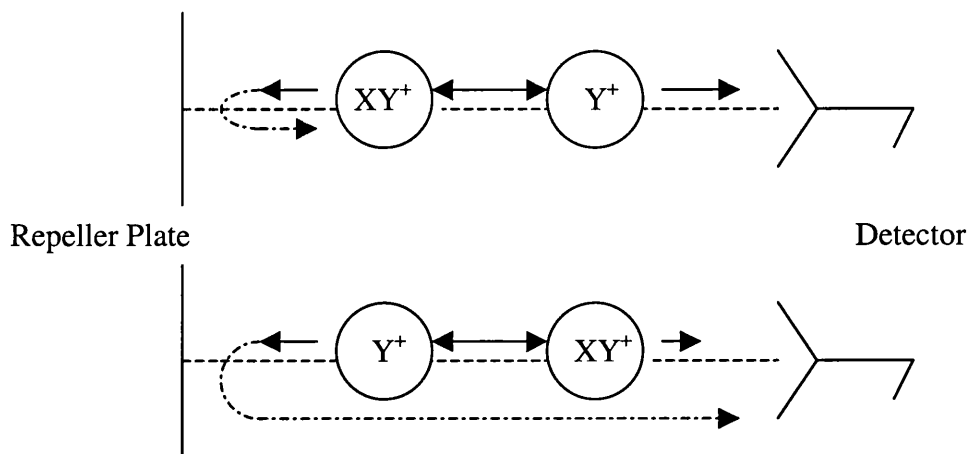 XY⁺ Y⁺
Repeller Plate Detector
Y⁺ XY⁺